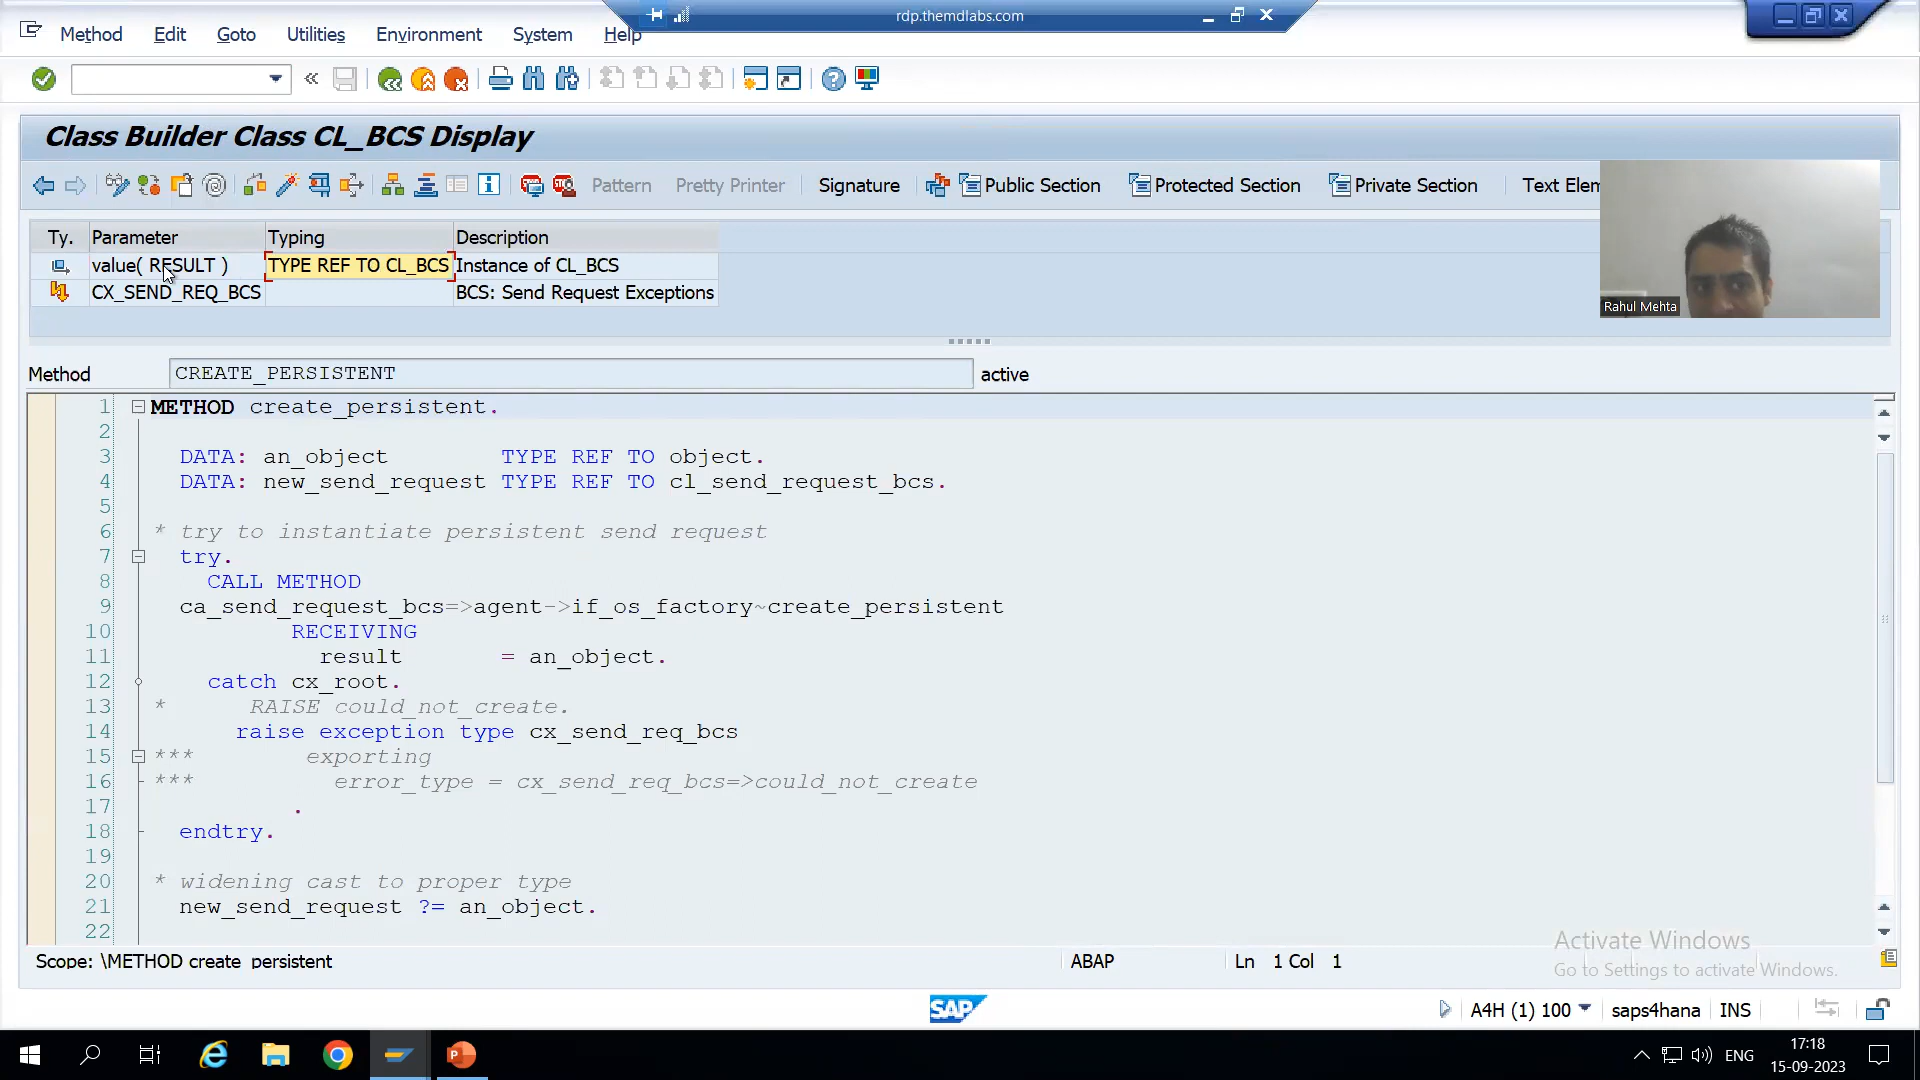 rdp.themdlabs.com
Method Edit Goto Utilities Environment System Help
Class Builder Class CL_BCS Display
Pattern Pretty Printer Signature Public Section Protected Section Private Section Text Elem
Ty. Parameter Typing Description
value( RESULT ) TYPE REF TO CL_BCS Instance of CL_BCS
CX_SEND_REQ_BCS BCS: Send Request Exceptions
Rahul Mehta
Method CREATE_PERSISTENT active
1 METHOD create_persistent.
2
3 DATA: an_object TYPE REF TO object.
4 DATA: new_send_request TYPE REF TO cl_send_request_bcs.
5
6 * try to instantiate persistent send request
7 try.
8 CALL METHOD
9 ca_send_request_bcs=>agent->if_os_factory~create_persistent
10 RECEIVING
11 result = an_object.
12 catch cx_root.
13 * RAISE could_not_create.
14 raise exception type cx_send_req_bcs
15 *** exporting
16 *** error_type = cx_send_req_bcs=>could_not_create
17 .
18 endtry.
19
20 * widening cast to proper type
21 new_send_request ?= an_object.
22
Activate Windows
Go to Settings to activate Windows.
Scope: \METHOD create_persistent ABAP Ln 1 Col 1
SAP
A4H (1) 100 saps4hana INS
ENG
17:18
15-09-2023